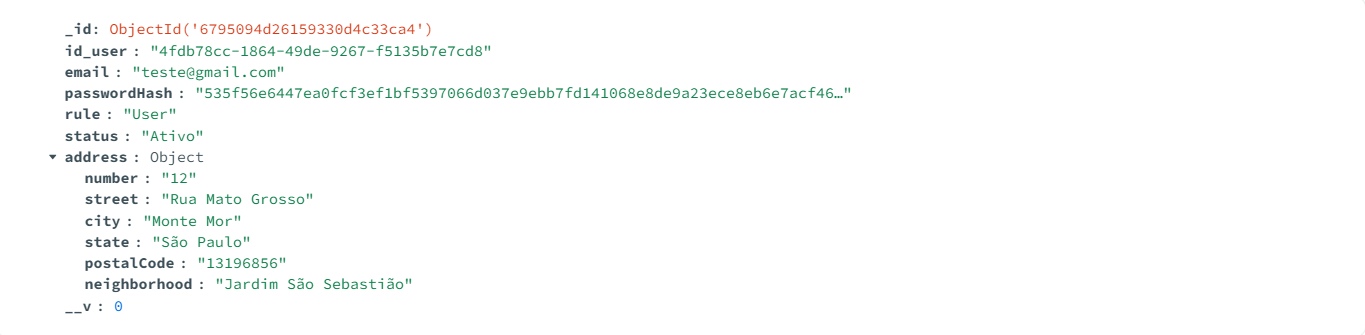 _id: ObjectId('6795094d26159330d4c33ca4')
id_user : "4fdb78cc-1864-49de-9267-f5135b7e7cd8"
email : "teste@gmail.com"
passwordHash : "535f56e6447ea0fcf3ef1bf5397066d037e9ebb7fd141068e8de9a23ece8eb6e7acf46…"
rule : "User"
status : "Ativo"
address : Object
number : "12"
street : "Rua Mato Grosso"
city : "Monte Mor"
state : "São Paulo"
postalCode : "13196856"
neighborhood : "Jardim São Sebastião"
__v : 0